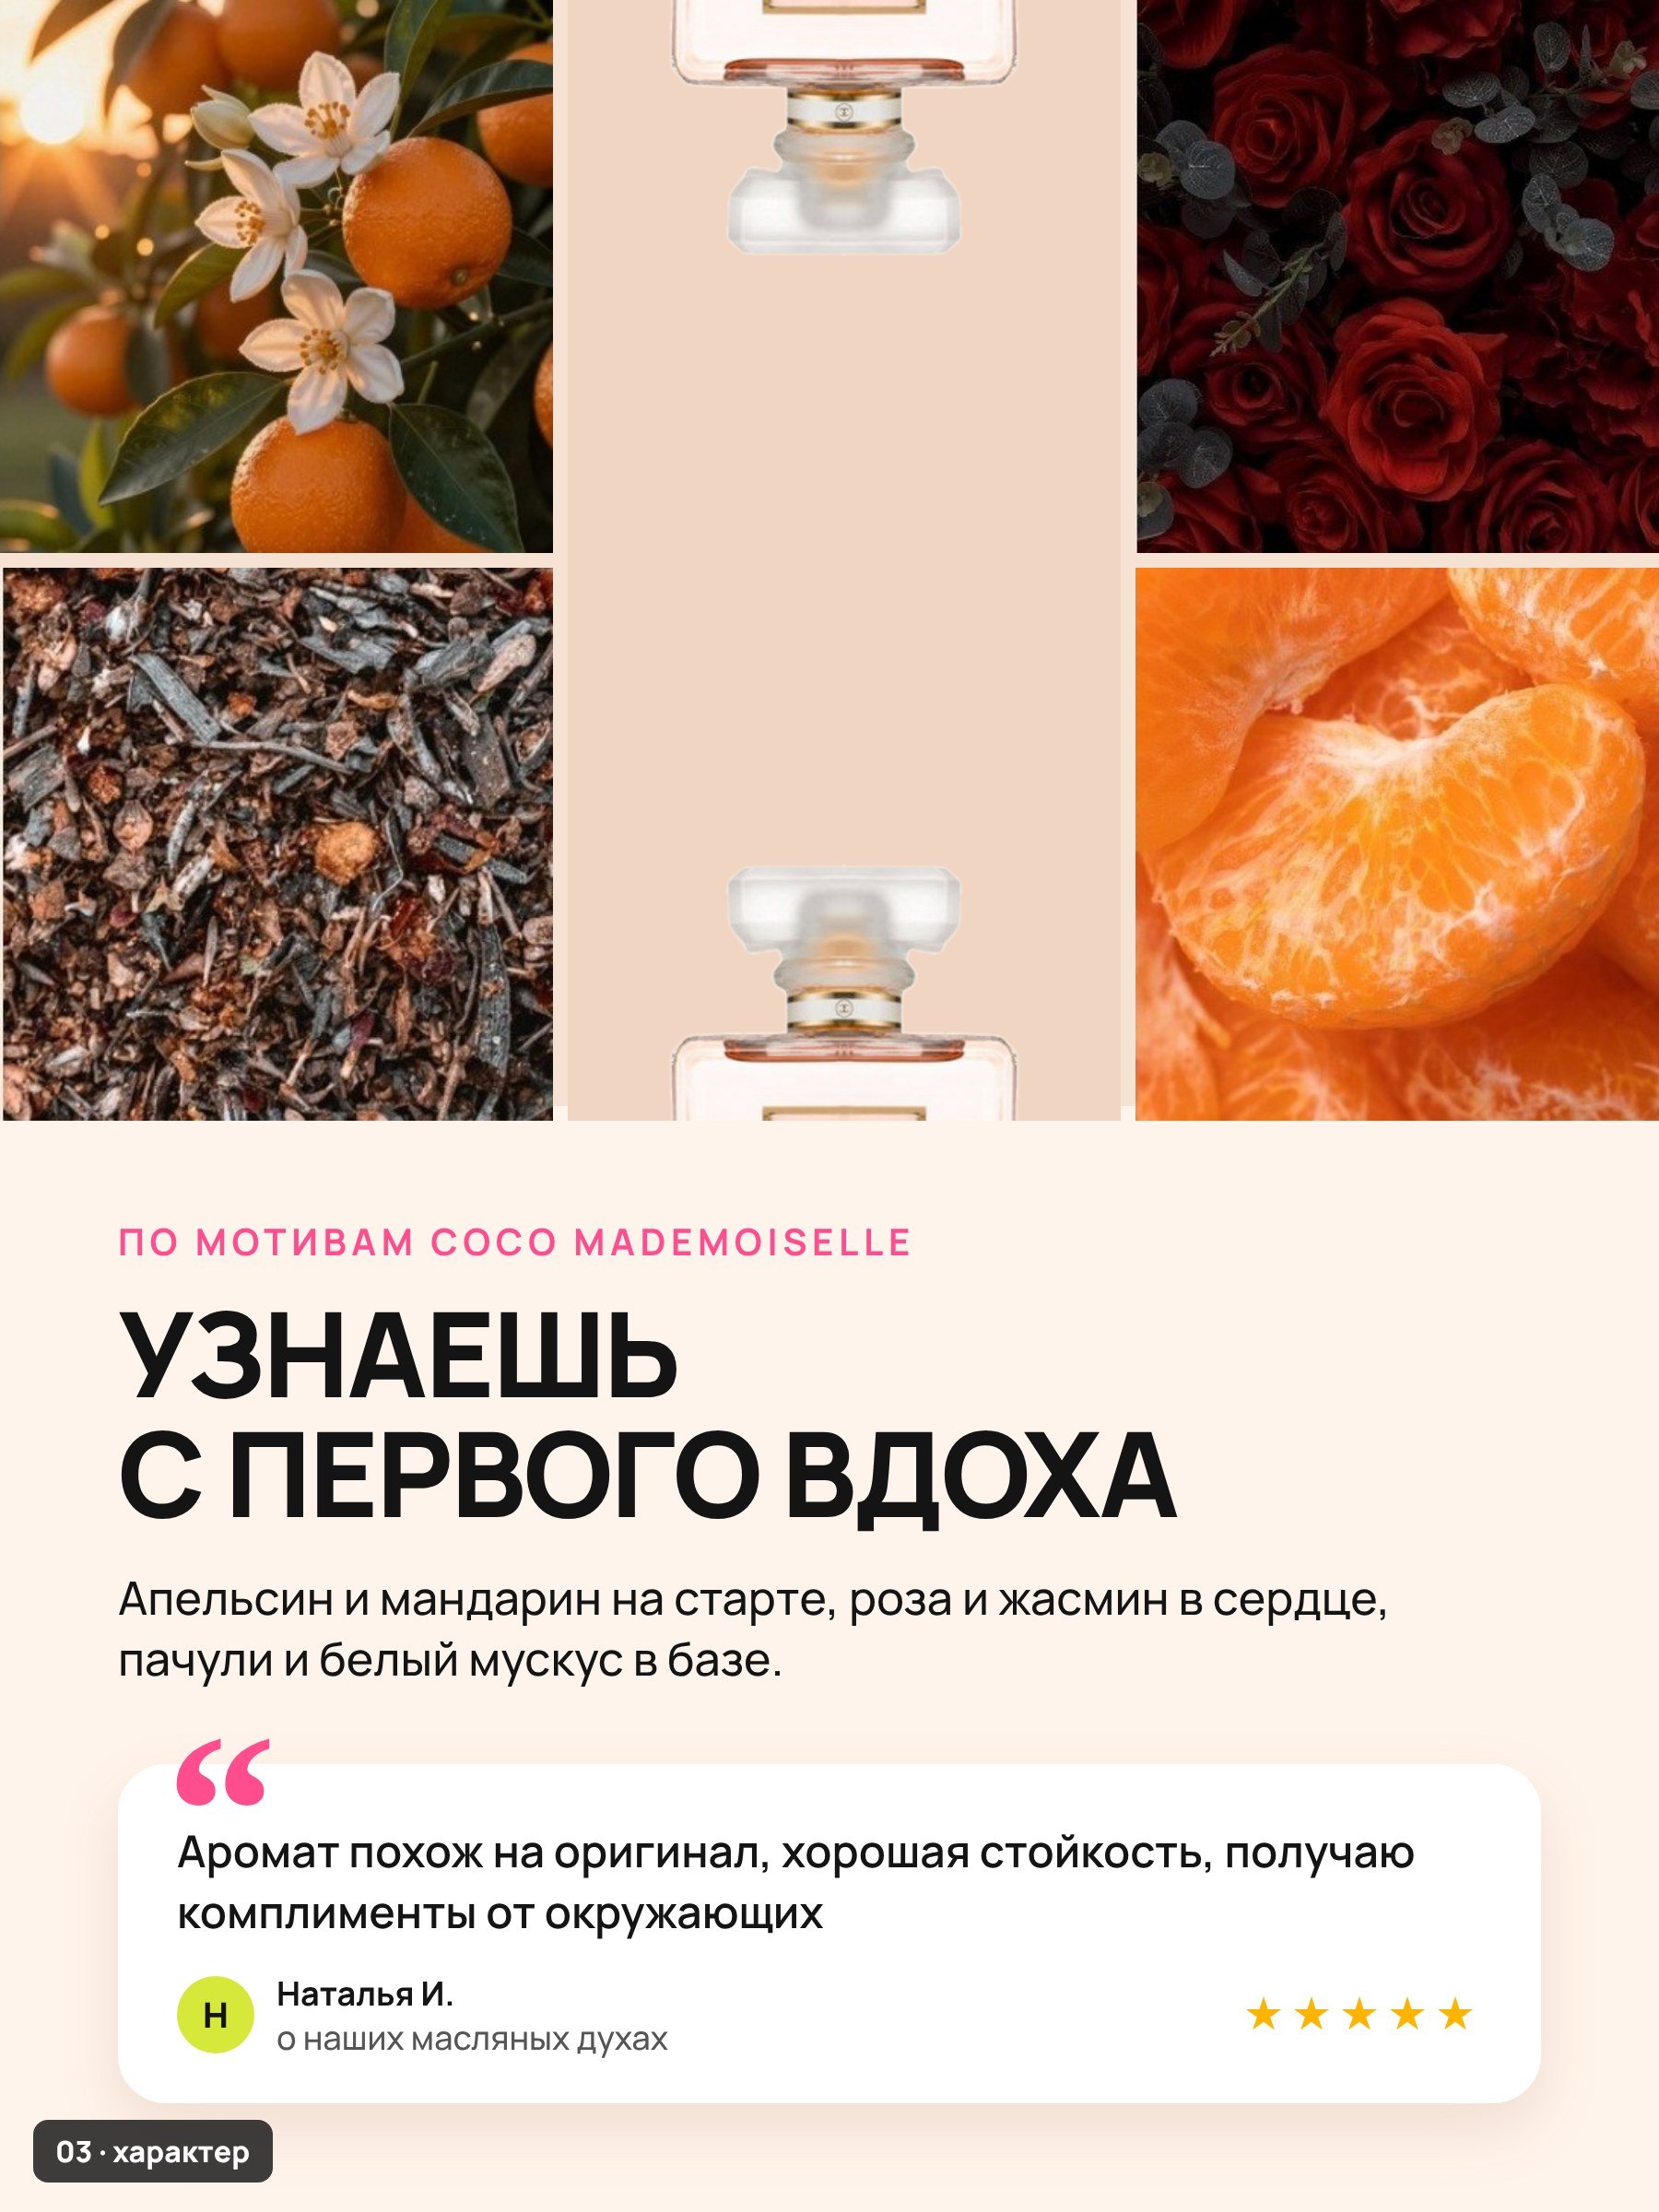 ПО МОТИВАМ COCO MADEMOISELLE
УЗНАЕШЬ
С ПЕРВОГО ВДОХА
Апельсин и мандарин на старте, роза и жасмин в сердце,
пачули и белый мускус в базе.
“
Аромат похож на оригинал, хорошая стойкость, получаю
комплименты от окружающих
Н
Наталья И.
о наших масляных духах
★★★★★
03 · характер